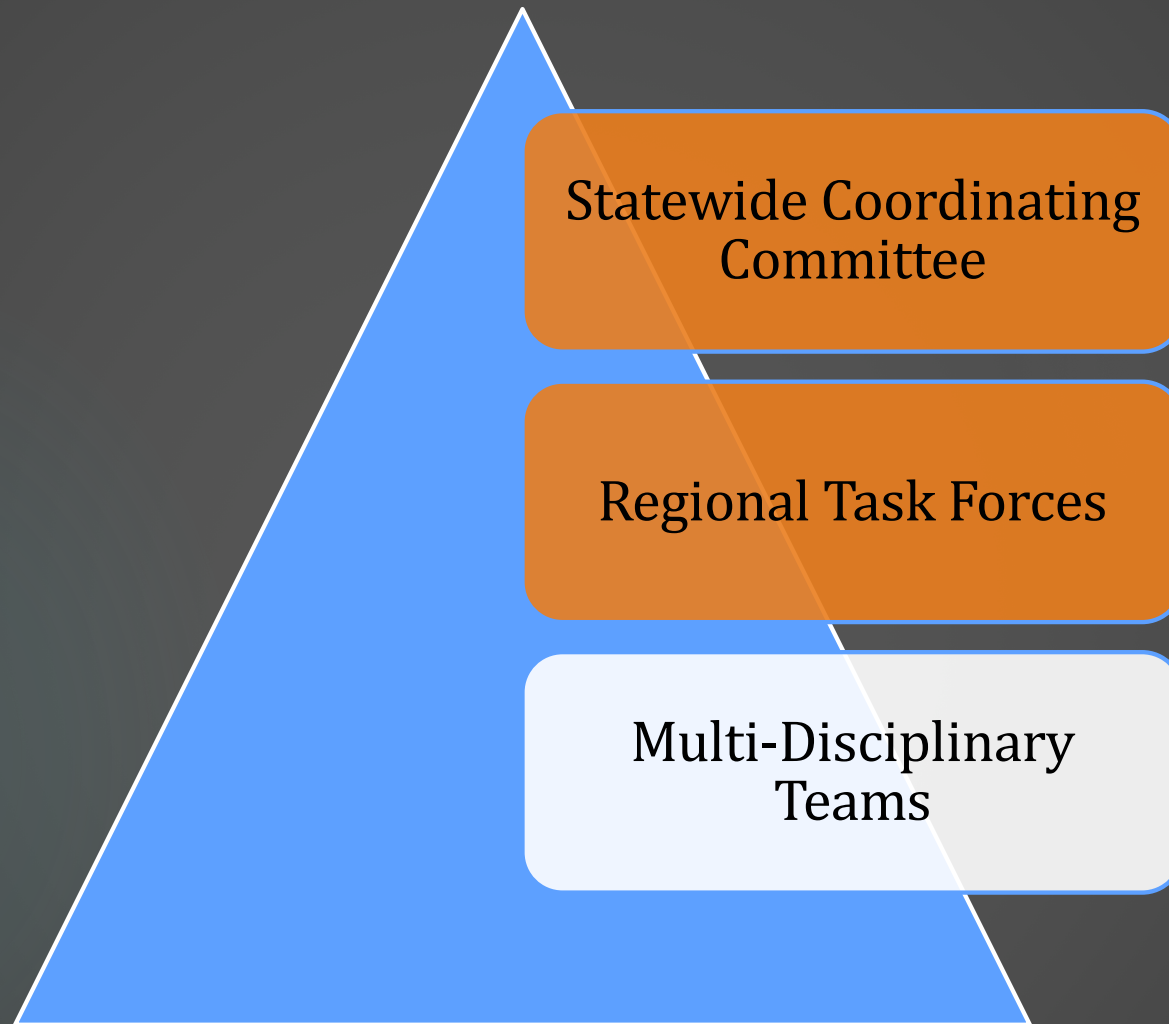 Statewide Coordinating
Committee
Regional Task Forces
Multi-Disciplinary
Teams